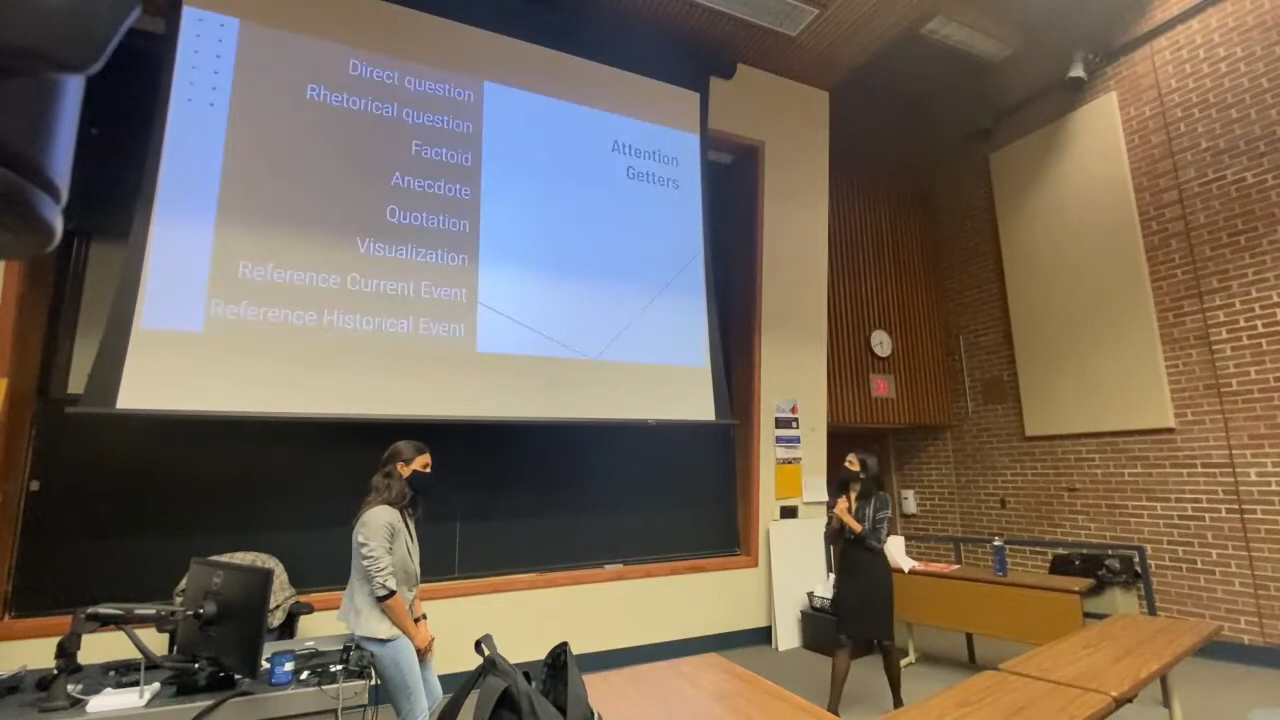 Direct question
Rhetorical question
Factoid
Anecdote
Quotation
Visualization
Reference Current Event
Reference Historical Event
Attention
Getters